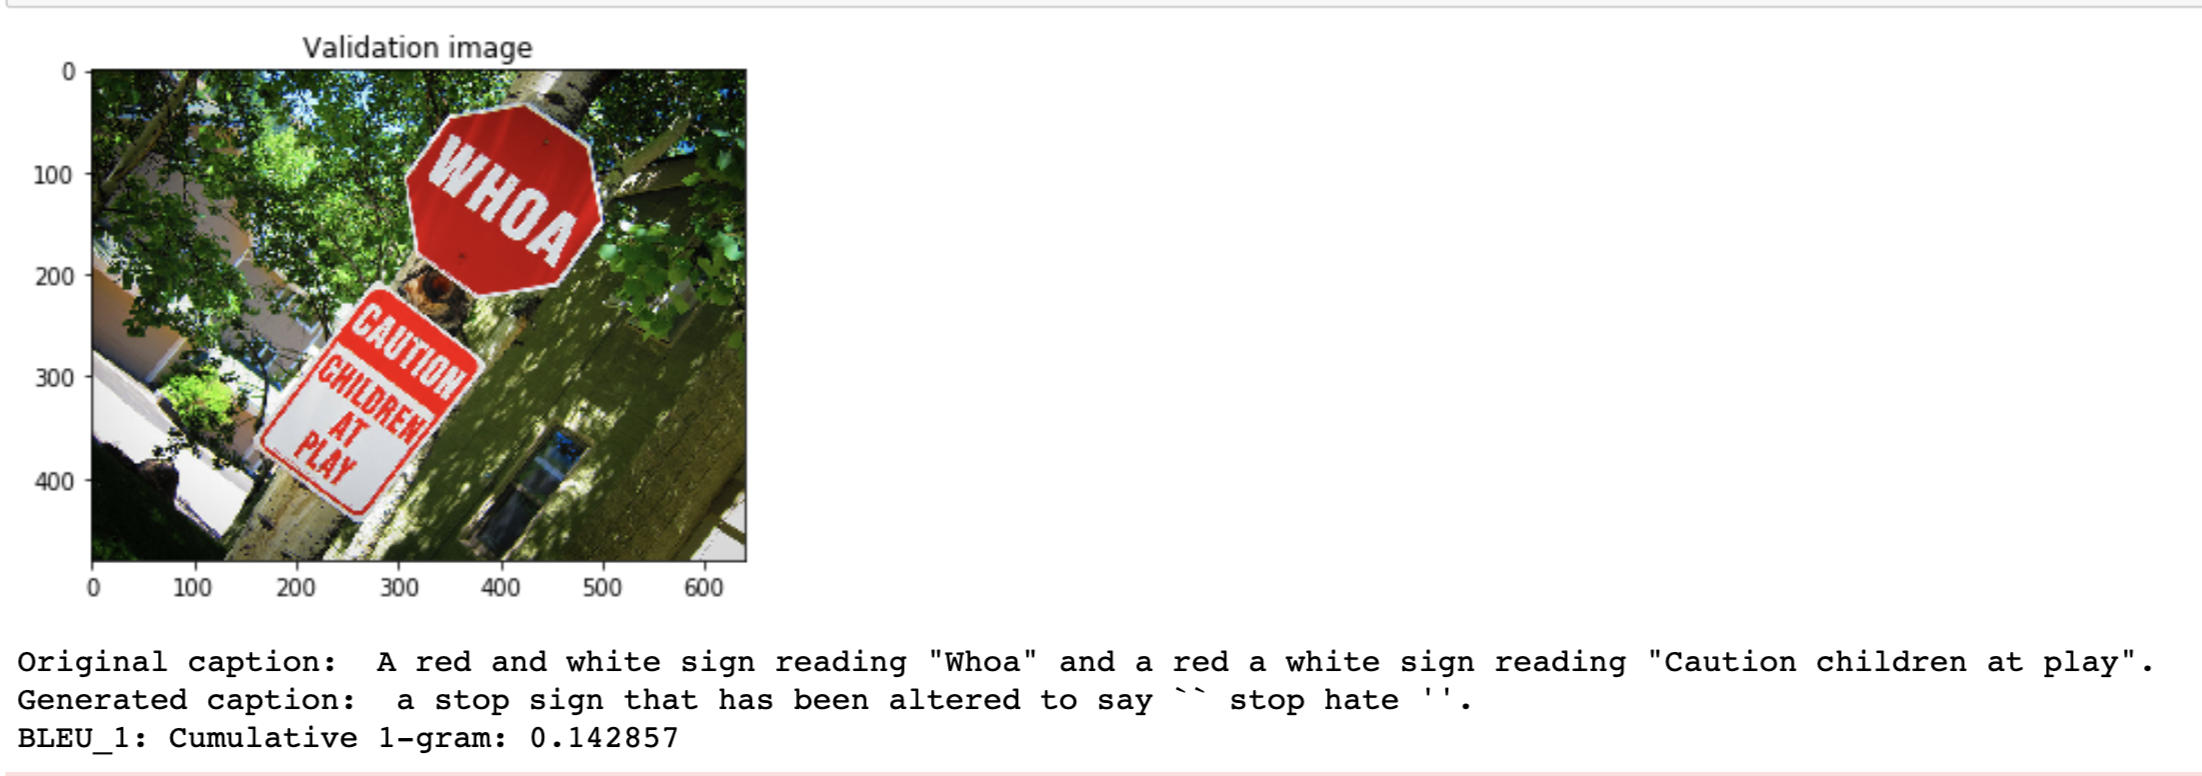 Validation image
0
100
200
300
400
0 100 200 300 400 500 600
WHOA
CAUTION
CHILDREN
AT
PLAY
Original caption:  A red and white sign reading "Whoa" and a red a white sign reading "Caution children at play".
Generated caption:  a stop sign that has been altered to say `` stop hate ''.
BLEU_1: Cumulative 1-gram: 0.142857